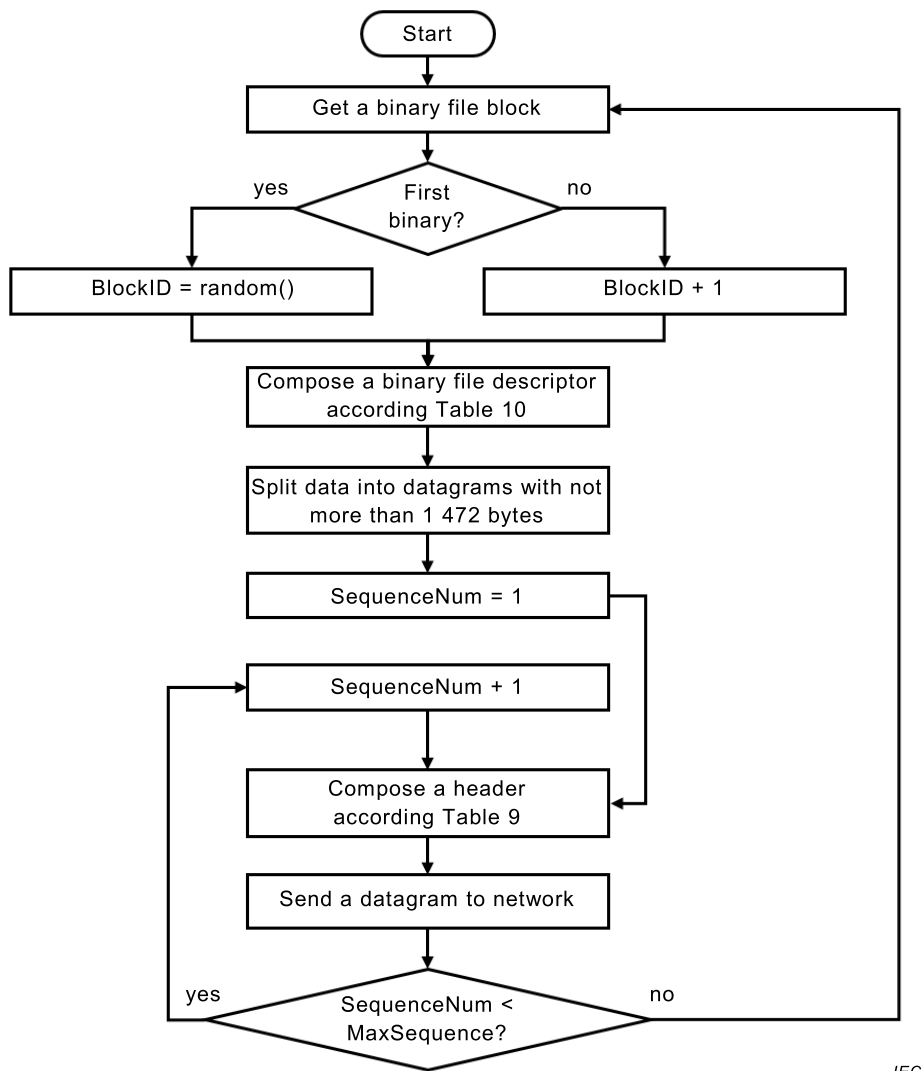 Start
Get a binary file block
yes
First
binary?
no
BlockID = random()
BlockID + 1
Compose a binary file descriptor
according Table 10
Split data into datagrams with not
more than 1 472 bytes
SequenceNum = 1
SequenceNum + 1
Compose a header
according Table 9
Send a datagram to network
yes
SequenceNum <
MaxSequence?
no
IEC